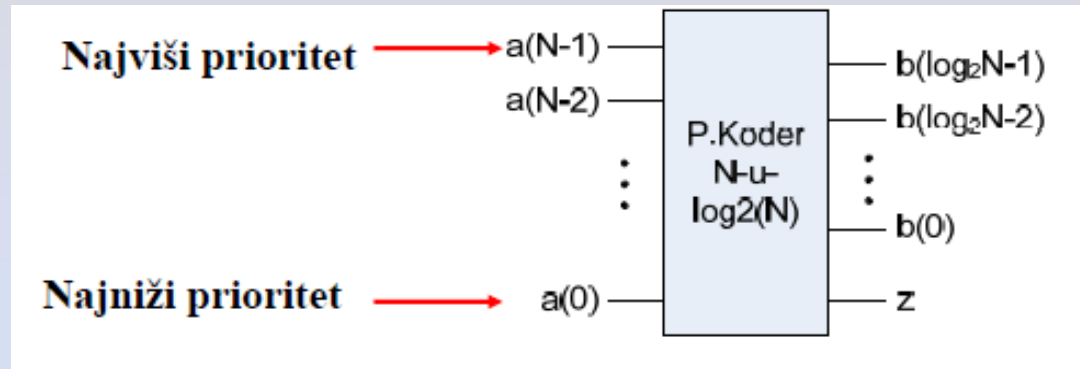 Najviši prioritet
a(N-1)
a(N-2)
Najniži prioritet
a(0)
P.Koder
N-u-
log2(N)
b(log₂N-1)
b(log₂N-2)
b(0)
z